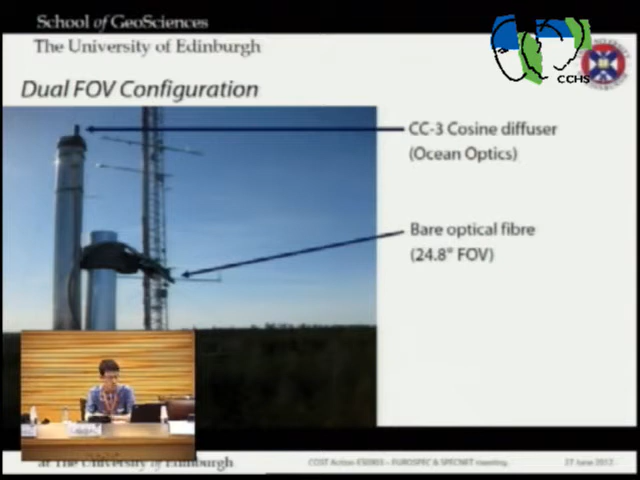 School of GeoSciences
The University of Edinburgh
CCHS
Dual FOV Configuration
CC-3 Cosine diffuser
(Ocean Optics)
Bare optical fibre
(24.8° FOV)
at The University of Edinburgh
COST Action ES0903 – EUROSPEC & SPECNET meeting,
27 June 2012